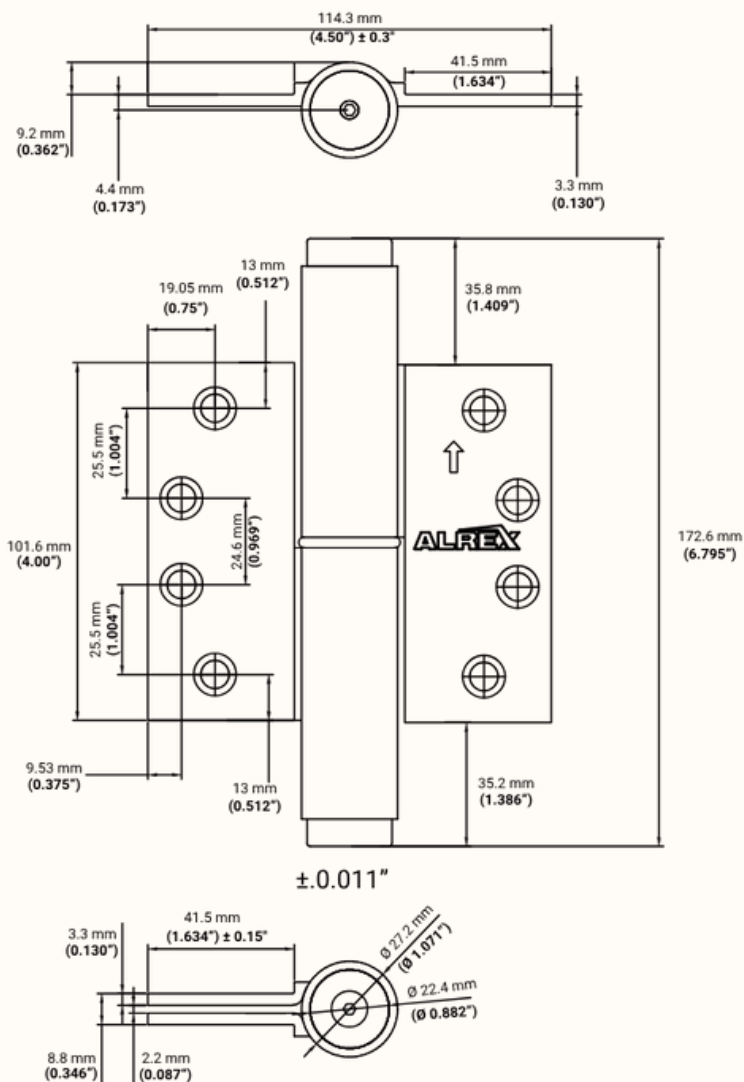 114.3 mm
(4.50") ± 0.3"
41.5 mm
(1.634")
9.2 mm
(0.362")
4.4 mm
(0.173")
3.3 mm
(0.130")
13 mm
(0.512")
19.05 mm
(0.75")
35.8 mm
(1.409")
25.5 mm
(1.004")
24.6 mm
(0.969")
ALREX
101.6 mm
(4.00")
172.6 mm
(6.795")
25.5 mm
(1.004")
9.53 mm
(0.375")
13 mm
(0.512")
35.2 mm
(1.386")
±.0.011"
3.3 mm
(0.130")
41.5 mm
(1.634") ± 0.15"
Ø 27.2 mm
(Ø 1.071")
Ø 22.4 mm
(Ø 0.882")
8.8 mm
(0.346")
2.2 mm
(0.087")